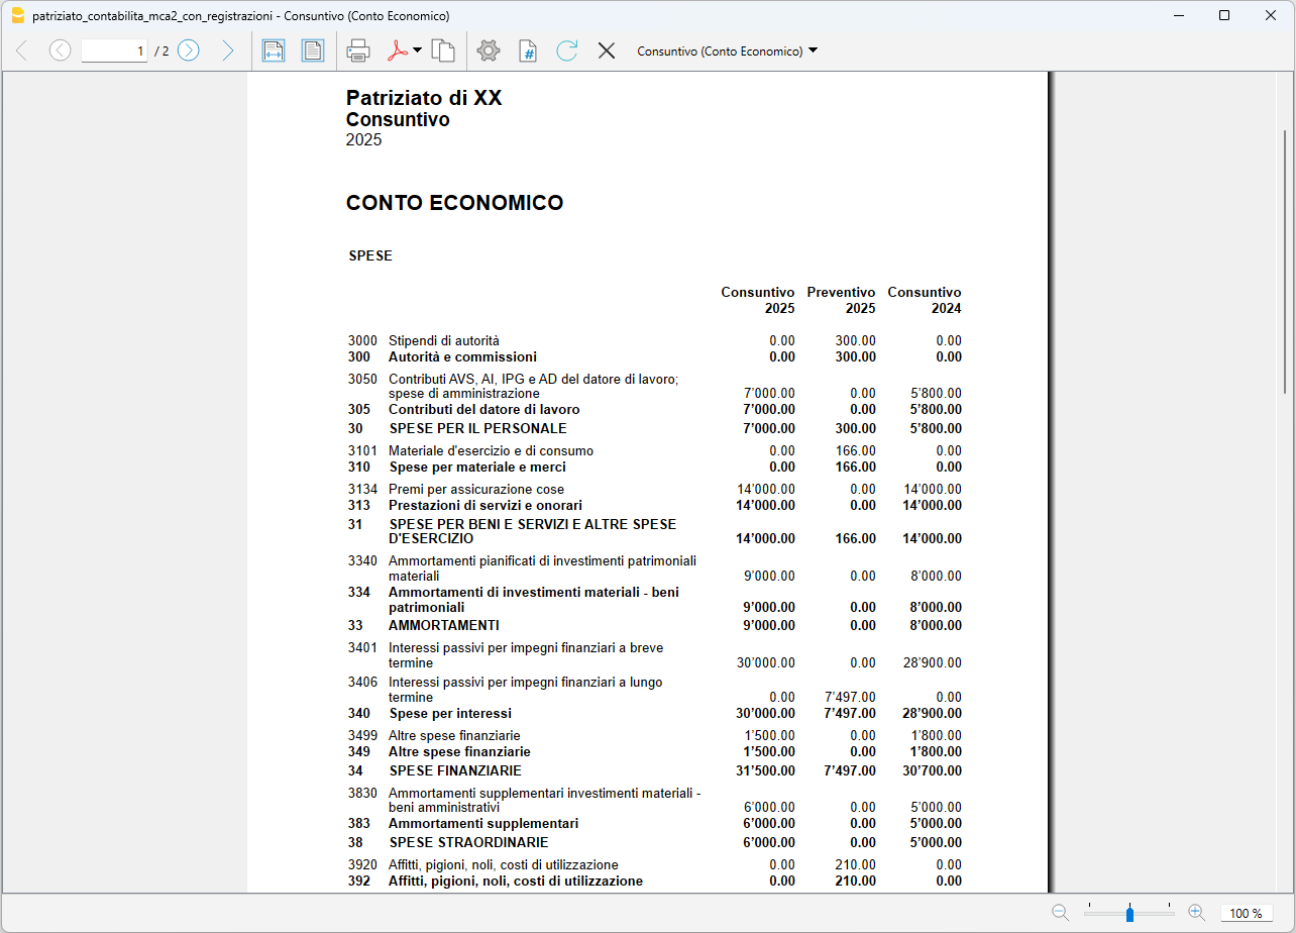 patriziato_contabilita_mca2_con_registrazioni - Consuntivo (Conto Economico)
1 / 2 # Consuntivo (Conto Economico)
Patriziato di XX
Consuntivo
2025
CONTO ECONOMICO
SPESE
Consuntivo Preventivo Consuntivo
2025 2025 2024
3000 Stipendi di autorità 0.00 300.00 0.00
300 Autorità e commissioni 0.00 300.00 0.00
3050 Contributi AVS, AI, IPG e AD del datore di lavoro;
spese di amministrazione 7'000.00 0.00 5'800.00
305 Contributi del datore di lavoro 7'000.00 0.00 5'800.00
30 SPESE PER IL PERSONALE 7'000.00 300.00 5'800.00
3101 Materiale d'esercizio e di consumo 0.00 166.00 0.00
310 Spese per materiale e merci 0.00 166.00 0.00
3134 Premi per assicurazione cose 14'000.00 0.00 14'000.00
313 Prestazioni di servizi e onorari 14'000.00 0.00 14'000.00
31 SPESE PER BENI E SERVIZI E ALTRE SPESE
D'ESERCIZIO 14'000.00 166.00 14'000.00
3340 Ammortamenti pianificati di investimenti patrimoniali
materiali 9'000.00 0.00 8'000.00
334 Ammortamenti di investimenti materiali - beni
patrimoniali 9'000.00 0.00 8'000.00
33 AMMORTAMENTI 9'000.00 0.00 8'000.00
3401 Interessi passivi per impegni finanziari a breve
termine 30'000.00 0.00 28'900.00
3406 Interessi passivi per impegni finanziari a lungo
termine 0.00 7'497.00 0.00
340 Spese per interessi 30'000.00 7'497.00 28'900.00
3499 Altre spese finanziarie 1'500.00 0.00 1'800.00
349 Altre spese finanziarie 1'500.00 0.00 1'800.00
34 SPESE FINANZIARIE 31'500.00 7'497.00 30'700.00
3830 Ammortamenti supplementari investimenti materiali -
beni amministrativi 6'000.00 0.00 5'000.00
383 Ammortamenti supplementari 6'000.00 0.00 5'000.00
38 SPESE STRAORDINARIE 6'000.00 0.00 5'000.00
3920 Affitti, pigioni, noli, costi di utilizzazione 0.00 210.00 0.00
392 Affitti, pigioni, noli, costi di utilizzazione 0.00 210.00 0.00
100 %